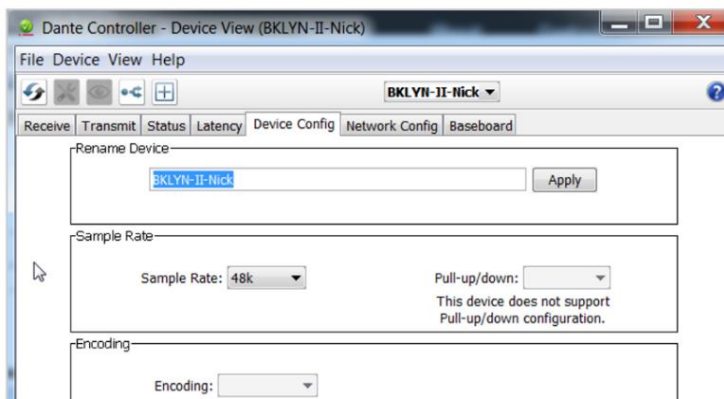 Dante Controller - Device View (BKLYN-II-Nick)
File Device View Help
BKLYN-II-Nick
Receive Transmit Status Latency Device Config Network Config Baseboard
Rename Device
BKLYN-II-Nick Apply
Sample Rate
Sample Rate: 48k Pull-up/down:
This device does not support
Pull-up/down configuration.
Encoding
Encoding: